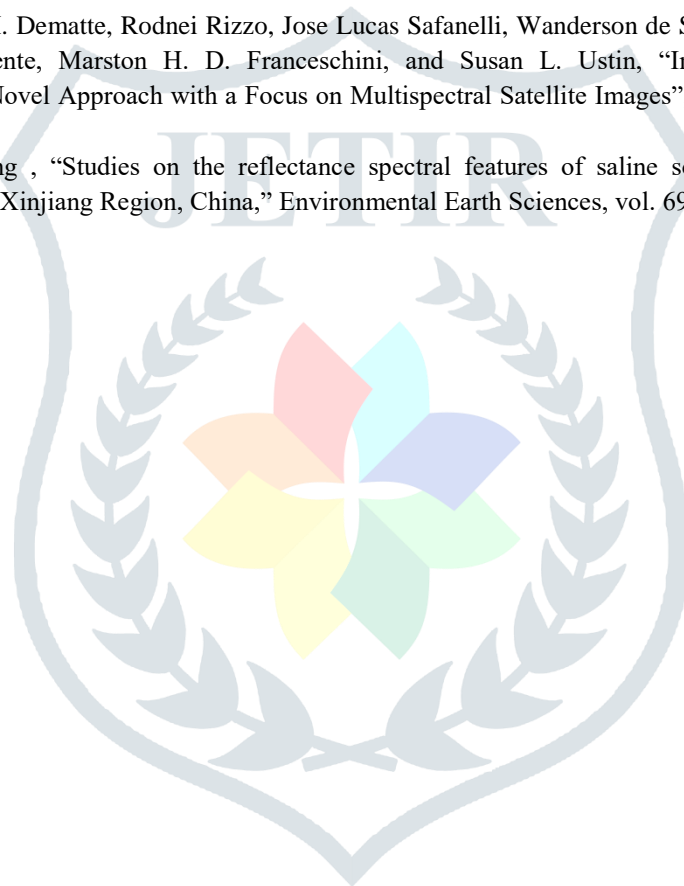 I. Dematte, Rodnei Rizzo, Jose Lucas Safanelli, Wanderson de S
ente, Marston H. D. Franceschini, and Susan L. Ustin, “In
Novel Approach with a Focus on Multispectral Satellite Images”
JETIR
ng , “Studies on the reflectance spectral features of saline so
Xinjiang Region, China,” Environmental Earth Sciences, vol. 69